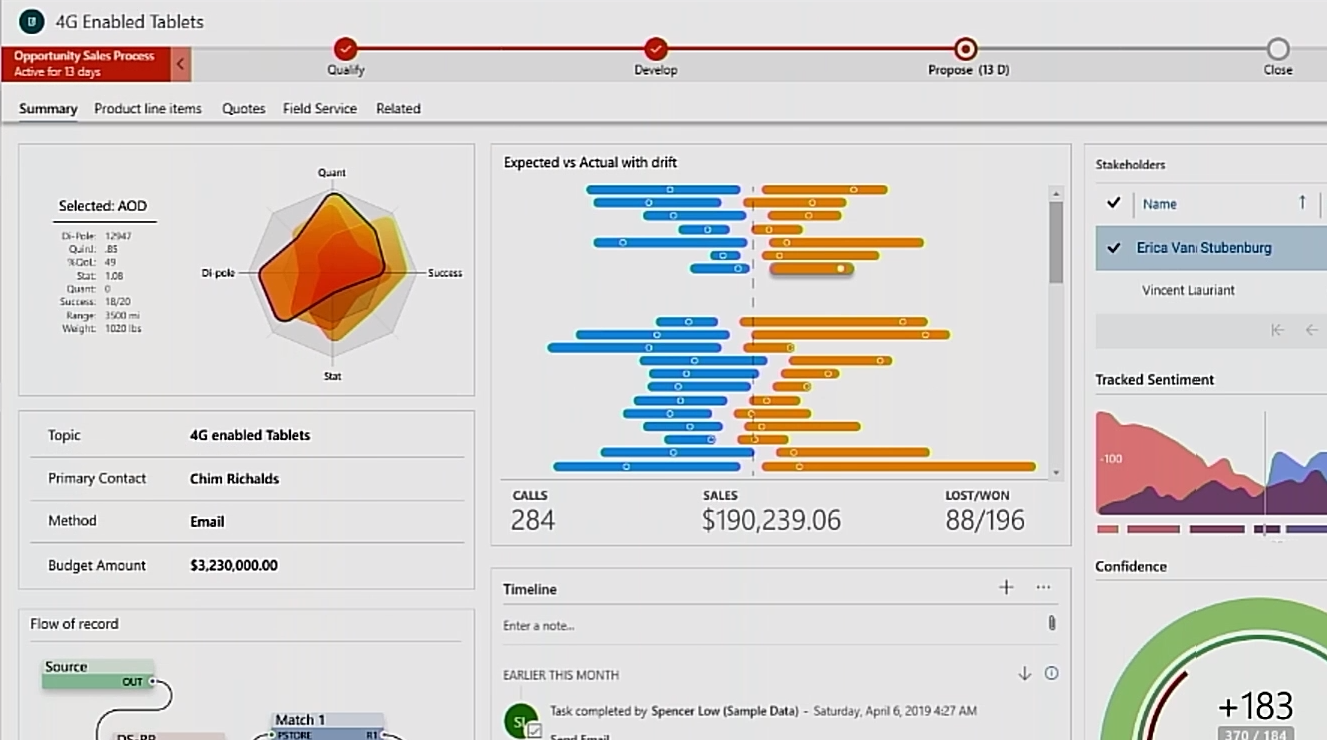 4G Enabled Tablets
Opportunity Sales Process
Active for 13 days
Qualify
Develop
Propose (13 D)
Close
Summary
Product line items
Quotes
Field Service
Related
Selected: AOD
Di-Pole: 12947
Quird: .85
%QoL: 49
Stat: 1.08
Quant: 0
Success: 18/20
Range: 3500 mi
Weight: 1020 lbs
Quant
Di-pole
Success
Stat
Topic 4G enabled Tablets
Primary Contact Chim Richalds
Method Email
Budget Amount $3,230,000.00
Flow of record
Source
OUT
Match 1
PSTORE R1
Expected vs Actual with drift
CALLS
284
SALES
$190,239.06
LOST/WON
88/196
Timeline
Enter a note...
EARLIER THIS MONTH
SL
Task completed by Spencer Low (Sample Data) - Saturday, April 6, 2019 4:27 AM
Send Email
Stakeholders
Name
Erica Van Stubenburg
Vincent Lauriant
Tracked Sentiment
-100
Confidence
+183
370 / 184